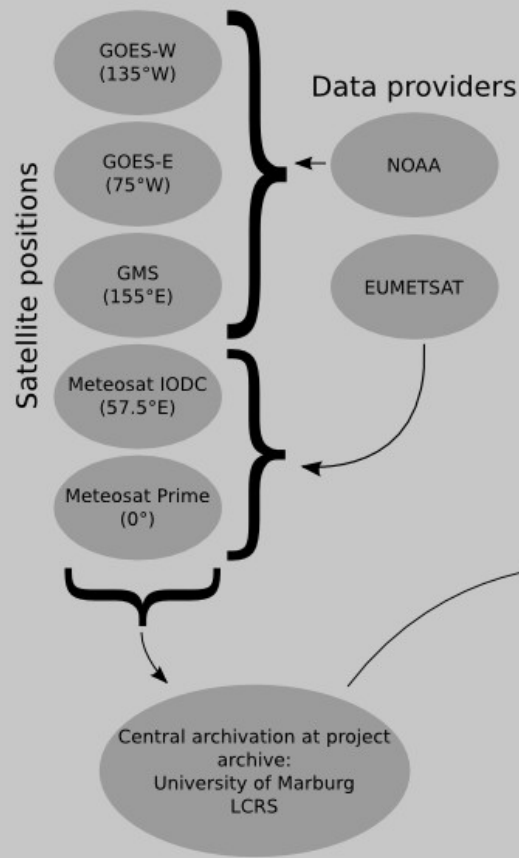 Satellite positions
GOES-W
(135°W)
GOES-E
(75°W)
GMS
(155°E)
Meteosat IODC
(57.5°E)
Meteosat Prime
(0°)
Data providers
NOAA
EUMETSAT
Central archivation at project
archive:
University of Marburg
LCRS